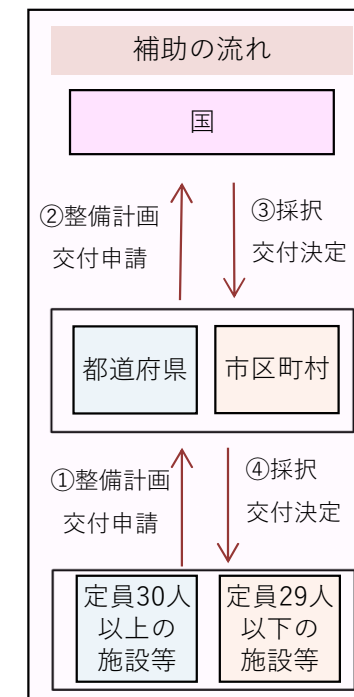 補助の流れ
国
②整備計画
交付申請
③採択
交付決定
都道府県
市区町村
①整備計画
交付申請
④採択
交付決定
定員30人
以上の
施設等
定員29人
以下の
施設等